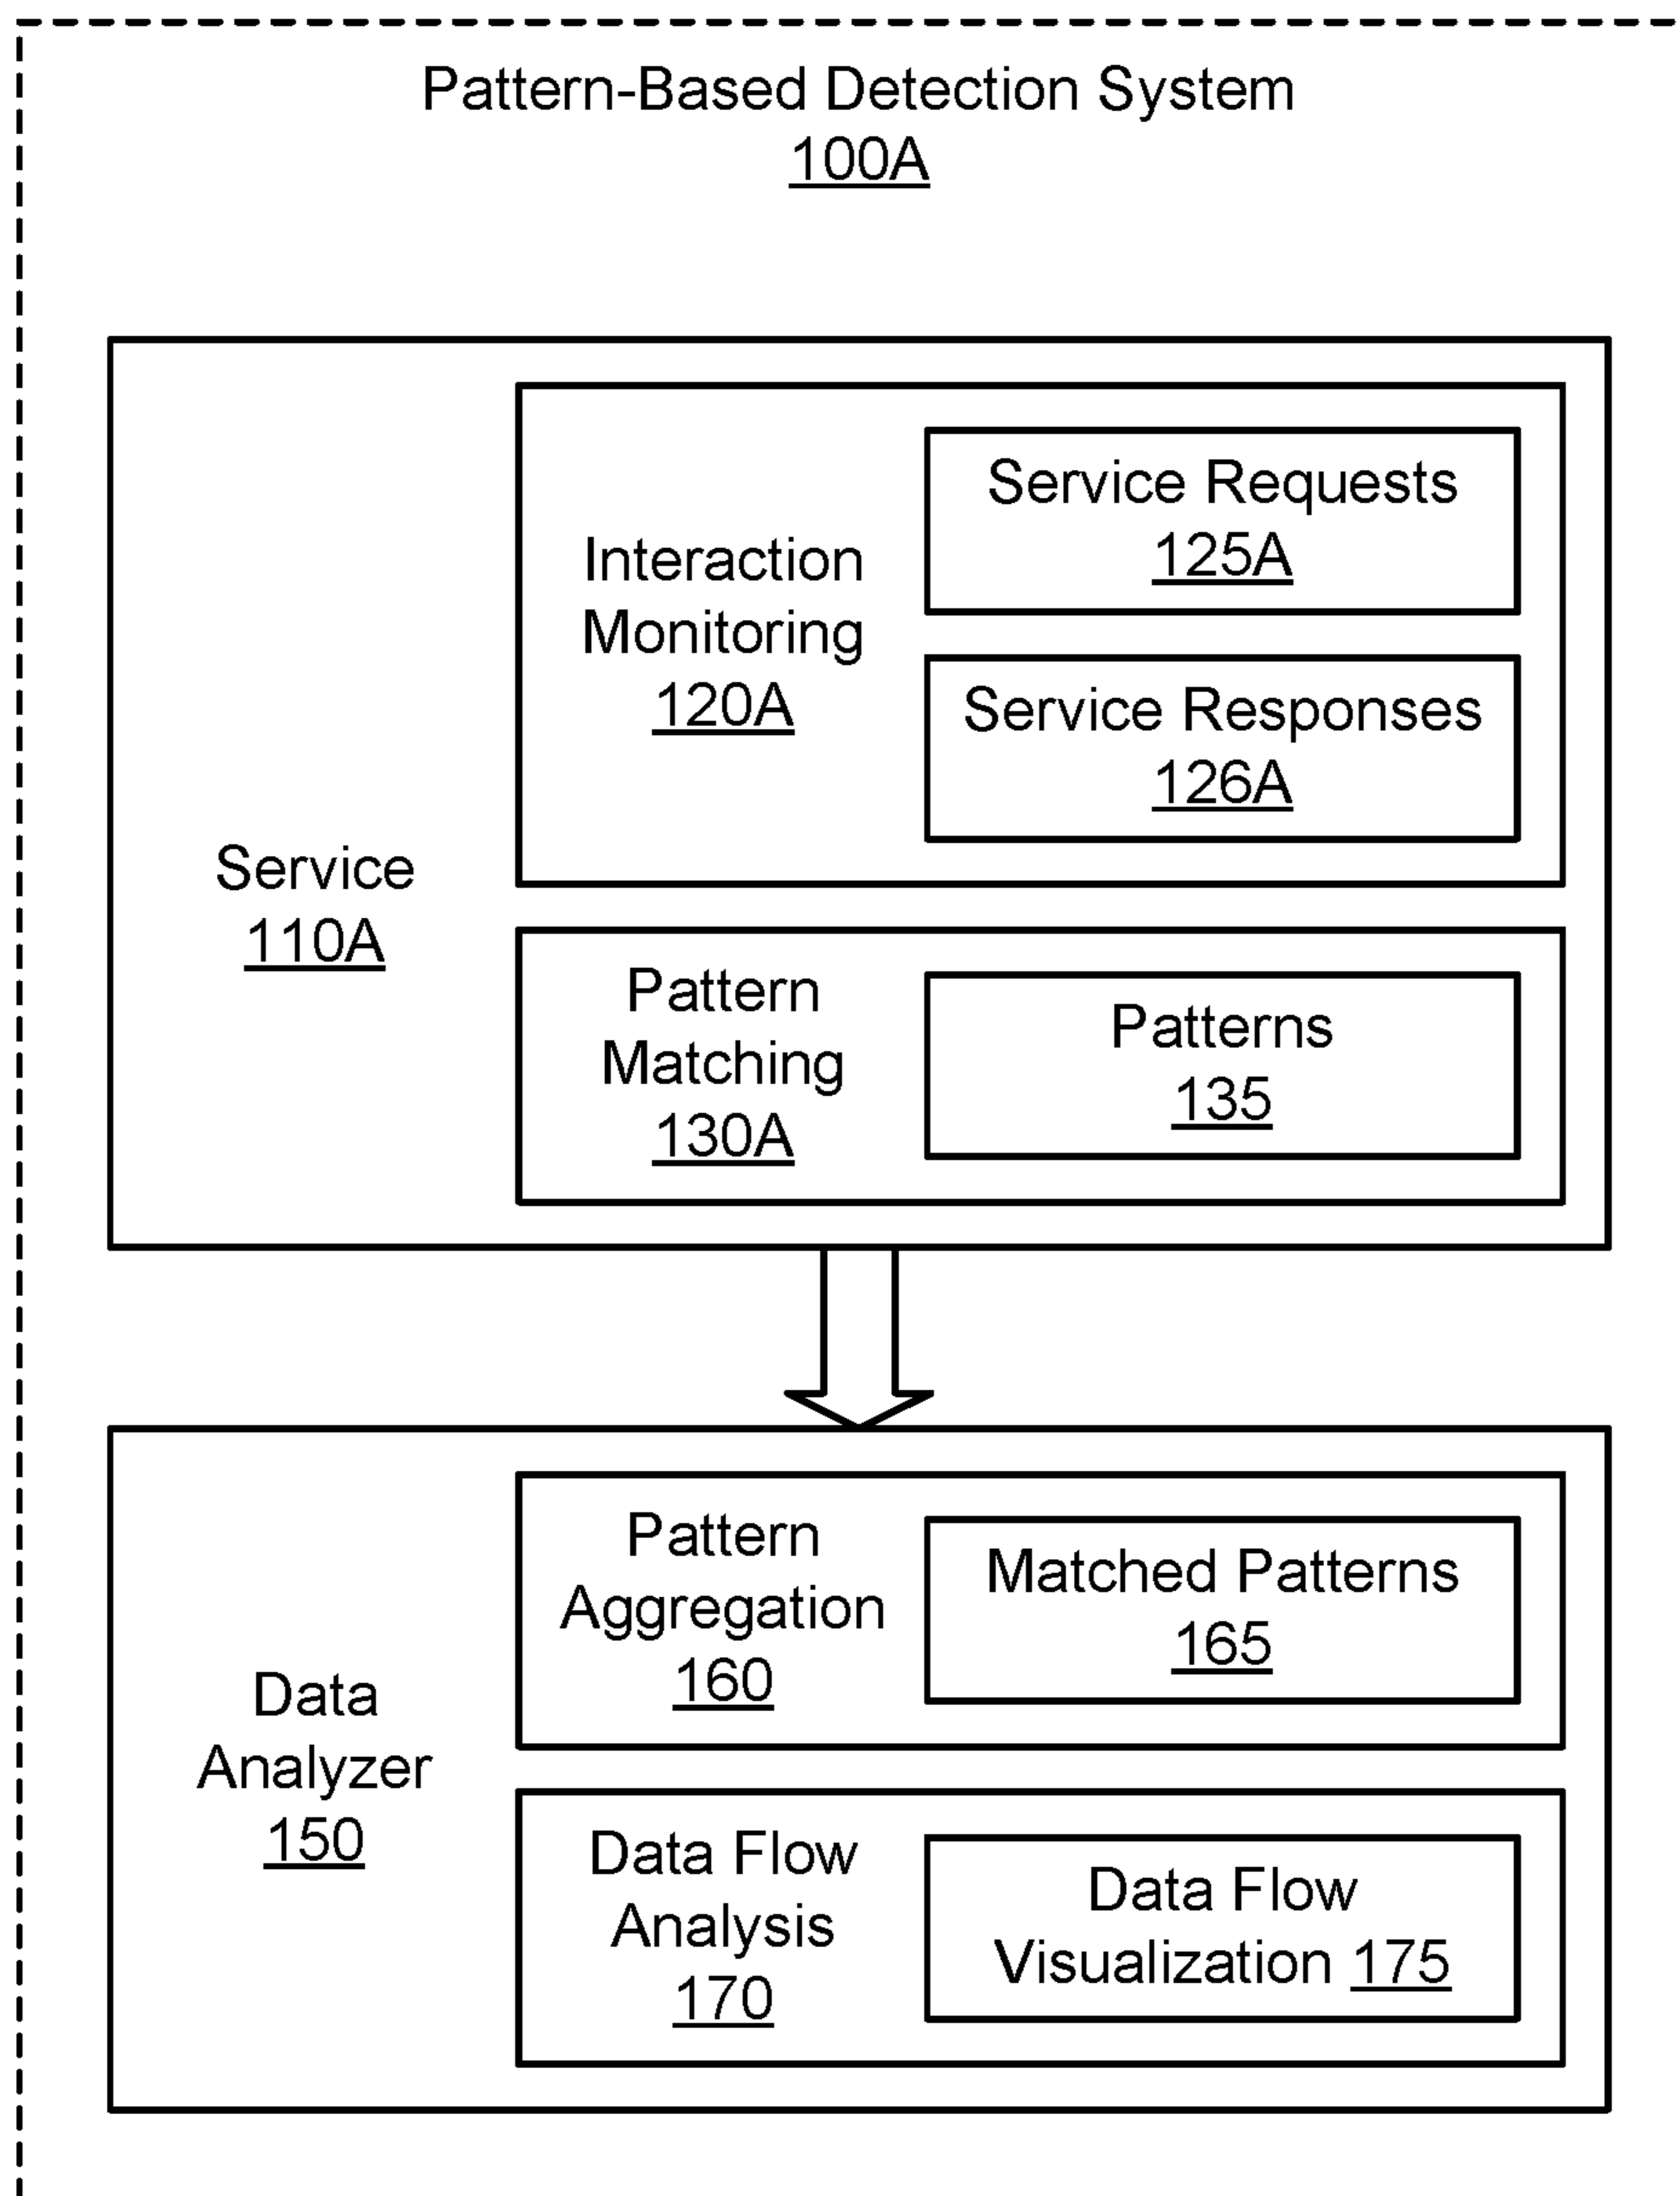 Pattern-Based Detection System
100A
Service
110A
Interaction
Monitoring
120A
Service Requests
125A
Service Responses
126A
Pattern
Matching
130A
Patterns
135
Data
Analyzer
150
Pattern
Aggregation
160
Matched Patterns
165
Data Flow
Analysis
170
Data Flow
Visualization 175